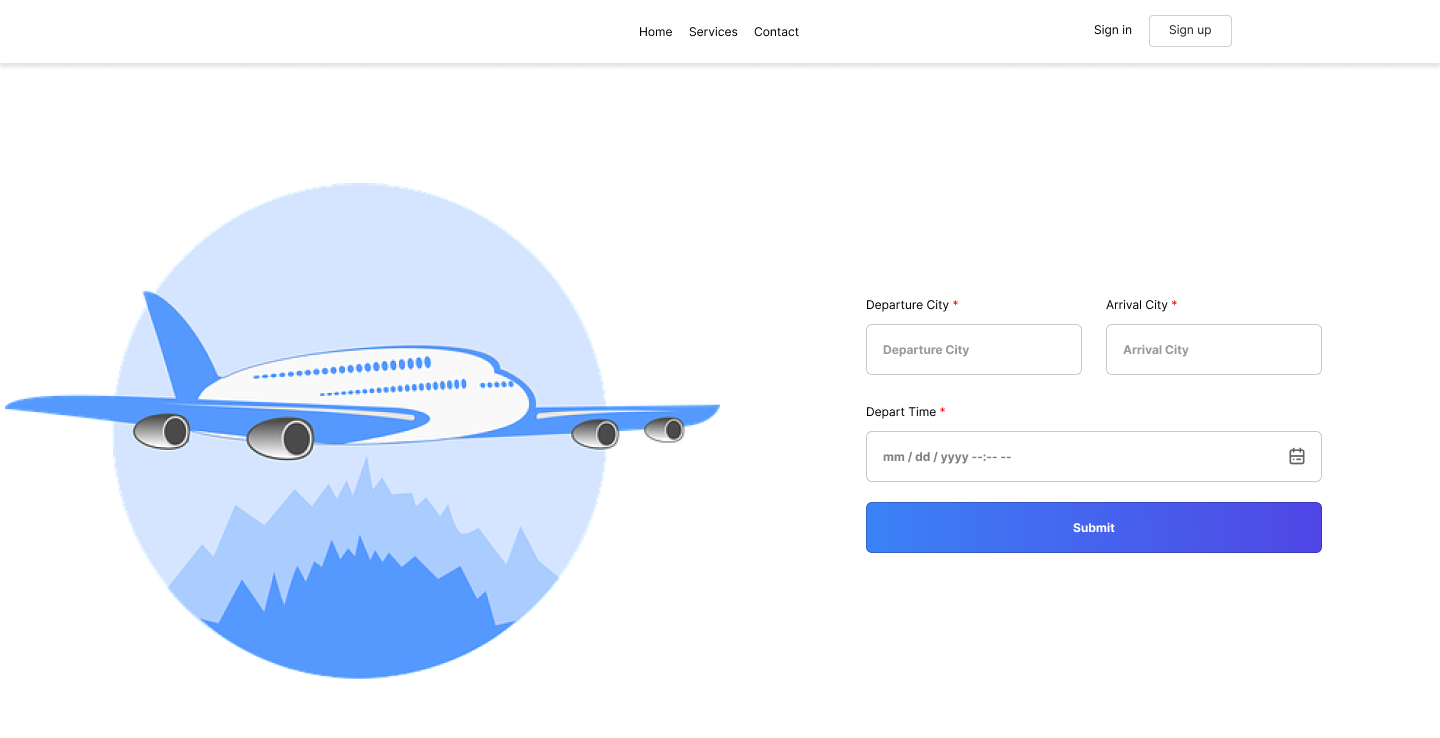 Home Services Contact Sign in Sign up
Departure City * Arrival City *
Departure City Arrival City
Depart Time *
mm / dd / yyyy --:-- --
Submit